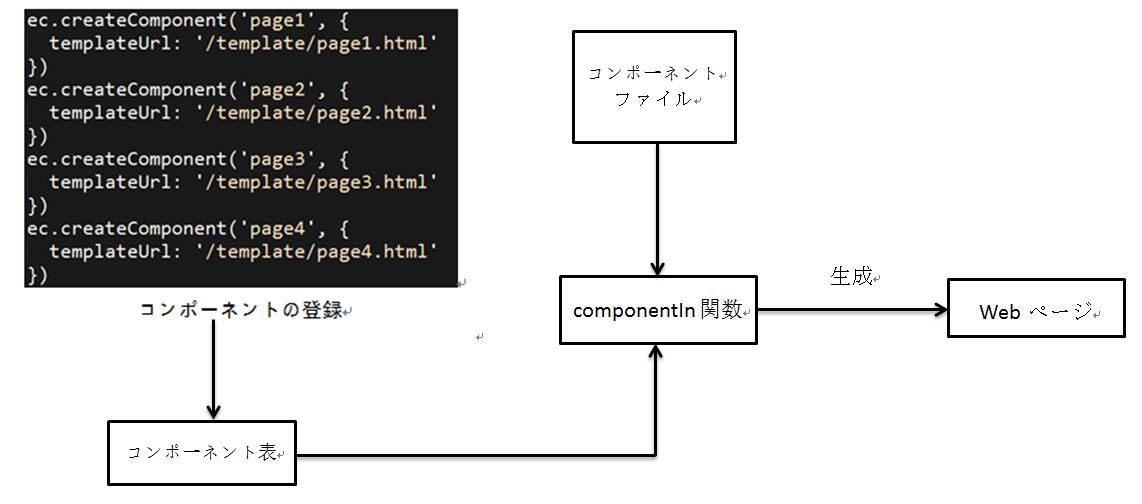 ec.createComponent('page1', {
  templateUrl: '/template/page1.html'
})
ec.createComponent('page2', {
  templateUrl: '/template/page2.html'
})
ec.createComponent('page3', {
  templateUrl: '/template/page3.html'
})
ec.createComponent('page4', {
  templateUrl: '/template/page4.html'
})
コンポーネントの登録
コンポーネント表
コンポーネント
ファイル
componentIn 関数
生成
Web ページ